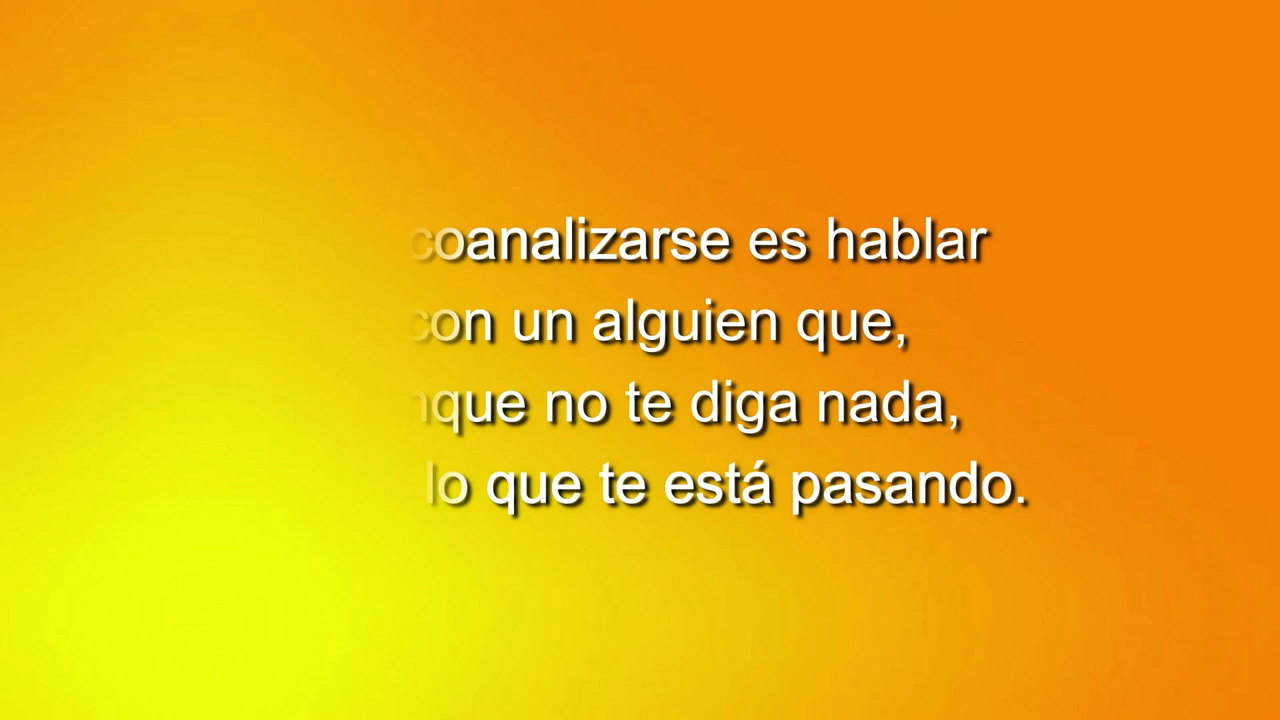 coanalizarse es hablar
con un alguien que,
nque no te diga nada,
lo que te está pasando.